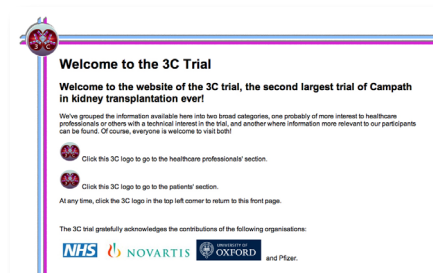 3 C
Welcome to the 3C Trial
Welcome to the website of the 3C trial, the second largest trial of Campath
in kidney transplantation ever!
We've grouped the information available here into two broad categories, one probably of more interest to healthcare
professionals or others with a technical interest in the trial, and another where information more relevant to our participants
can be found. Of course, everyone is welcome to visit both!
Click this 3C logo to go to the healthcare professionals' section.
Click this 3C logo to go to the patients' section.
At any time, click the 3C logo in the top left corner to return to this front page.
The 3C trial gratefully acknowledges the contributions of the following organisations:
NHS NOVARTIS UNIVERSITY OF OXFORD and Pfizer.